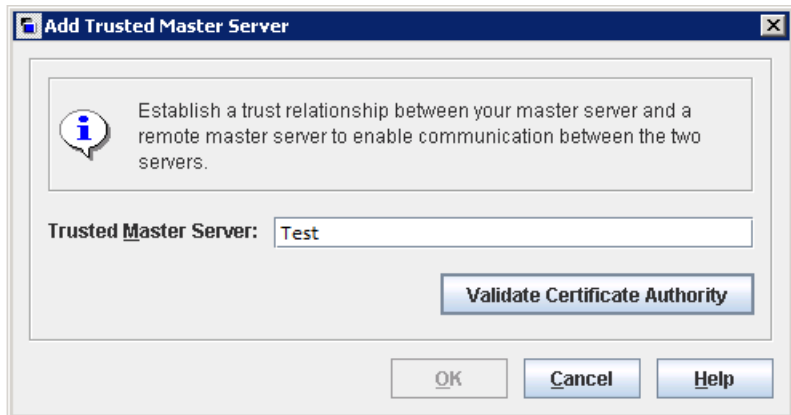 Add Trusted Master Server
Establish a trust relationship between your master server and a
remote master server to enable communication between the two
servers.
Trusted Master Server: Test
Validate Certificate Authority
OK Cancel Help